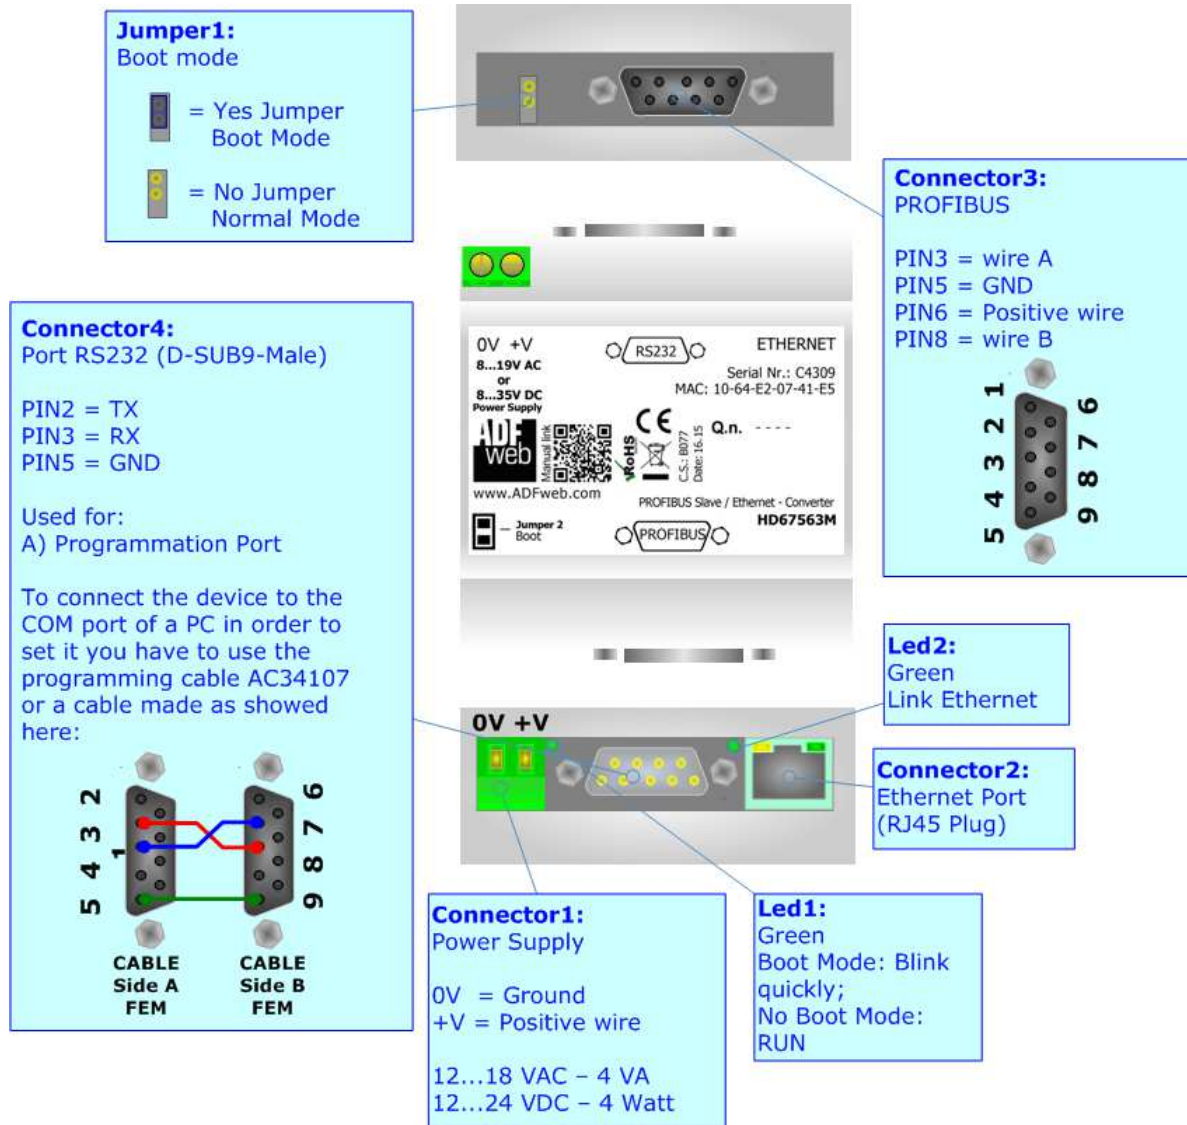 Jumper1:
Boot mode
= Yes Jumper
Boot Mode
= No Jumper
Normal Mode
Connector3:
PROFIBUS
PIN3 = wire A
PIN5 = GND
PIN6 = Positive wire
PIN8 = wire B
1
2
3
4
5
6
7
8
9
Connector4:
Port RS232 (D-SUB9-Male)
PIN2 = TX
PIN3 = RX
PIN5 = GND
Used for:
A) Programmation Port
To connect the device to the
COM port of a PC in order to
set it you have to use the
programming cable AC34107
or a cable made as showed
here:
2
3
1
4
5
6
7
8
9
CABLE
Side A
FEM
CABLE
Side B
FEM
0V +V
8...19V AC
or
8...35V DC
Power Supply
RS232
ETHERNET
Serial Nr.: C4309
MAC: 10-64-E2-07-41-E5
ADF
web
Manual link
RoHS
CE
C.S.: B077
Date: 16.15
Q.n. - - - -
www.ADFweb.com
PROFIBUS Slave / Ethernet - Converter
HD67563M
Jumper 2
Boot
PROFIBUS
Led2:
Green
Link Ethernet
0V +V
Connector2:
Ethernet Port
(RJ45 Plug)
Connector1:
Power Supply
0V = Ground
+V = Positive wire
12...18 VAC – 4 VA
12...24 VDC – 4 Watt
Led1:
Green
Boot Mode: Blink
quickly;
No Boot Mode:
RUN